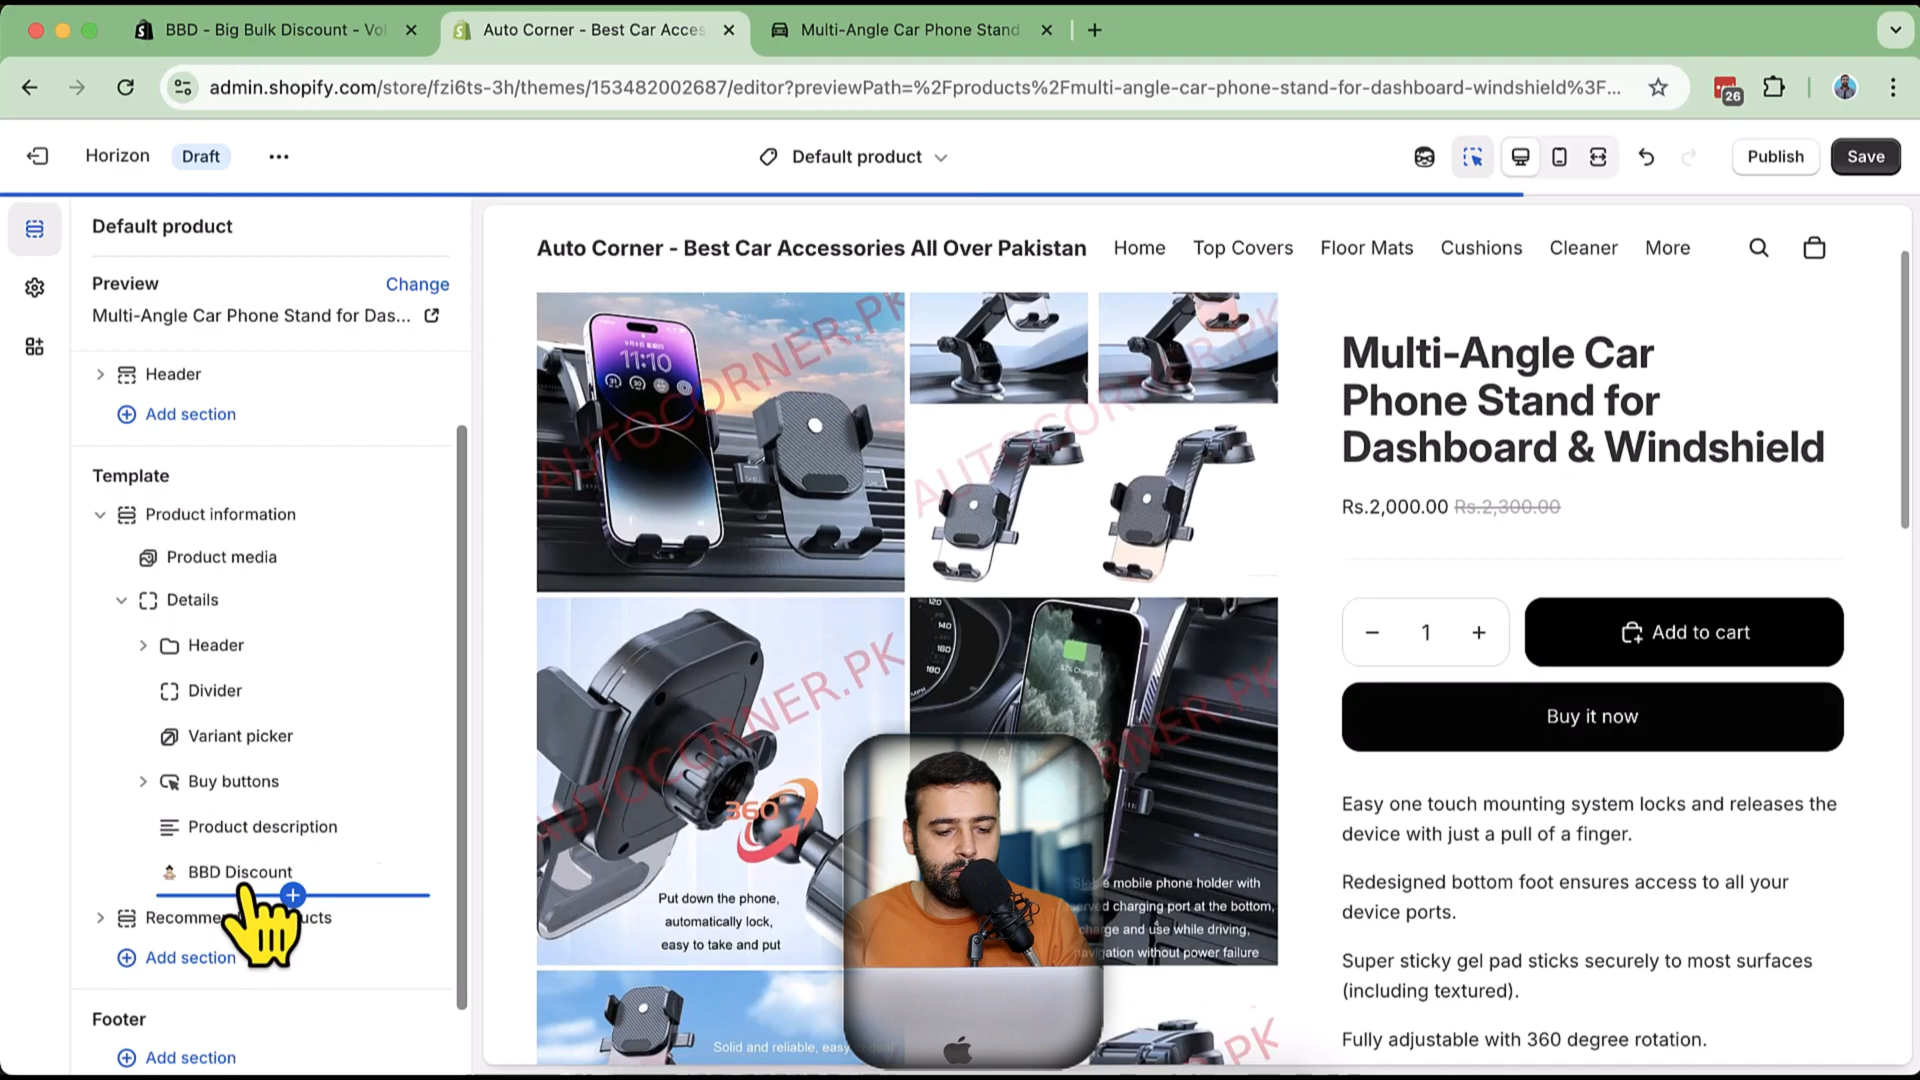 BBD - Big Bulk Discount - Vol
Auto Corner - Best Car Acces
Multi-Angle Car Phone Stand
admin.shopify.com/store/fzi6ts-3h/themes/153482002687/editor?previewPath=%2Fproducts%2Fmulti-angle-car-phone-stand-for-dashboard-windshield%3F...
26
Horizon
Draft
Default product
Publish
Save
Default product
Preview
Change
Multi-Angle Car Phone Stand for Das...
Header
Add section
Template
Product information
Product media
Details
Header
Divider
Variant picker
Buy buttons
Product description
BBD Discount
Add section
Footer
Add section
Auto Corner - Best Car Accessories All Over Pakistan
Home
Top Covers
Floor Mats
Cushions
Cleaner
More
11:10
AUTOCORNER.PK
AUTOCORNER.PK
360°
Put down the phone,
automatically lock,
easy to take and put
mobile phone holder with
charging port at the bottom,
and use while driving,
navigation without power failure
Solid and reliable, easy
Multi-Angle Car
Phone Stand for
Dashboard & Windshield
Rs.2,000.00 Rs.2,300.00
1
Add to cart
Buy it now
Easy one touch mounting system locks and releases the
device with just a pull of a finger.
Redesigned bottom foot ensures access to all your
device ports.
Super sticky gel pad sticks securely to most surfaces
(including textured).
Fully adjustable with 360 degree rotation.